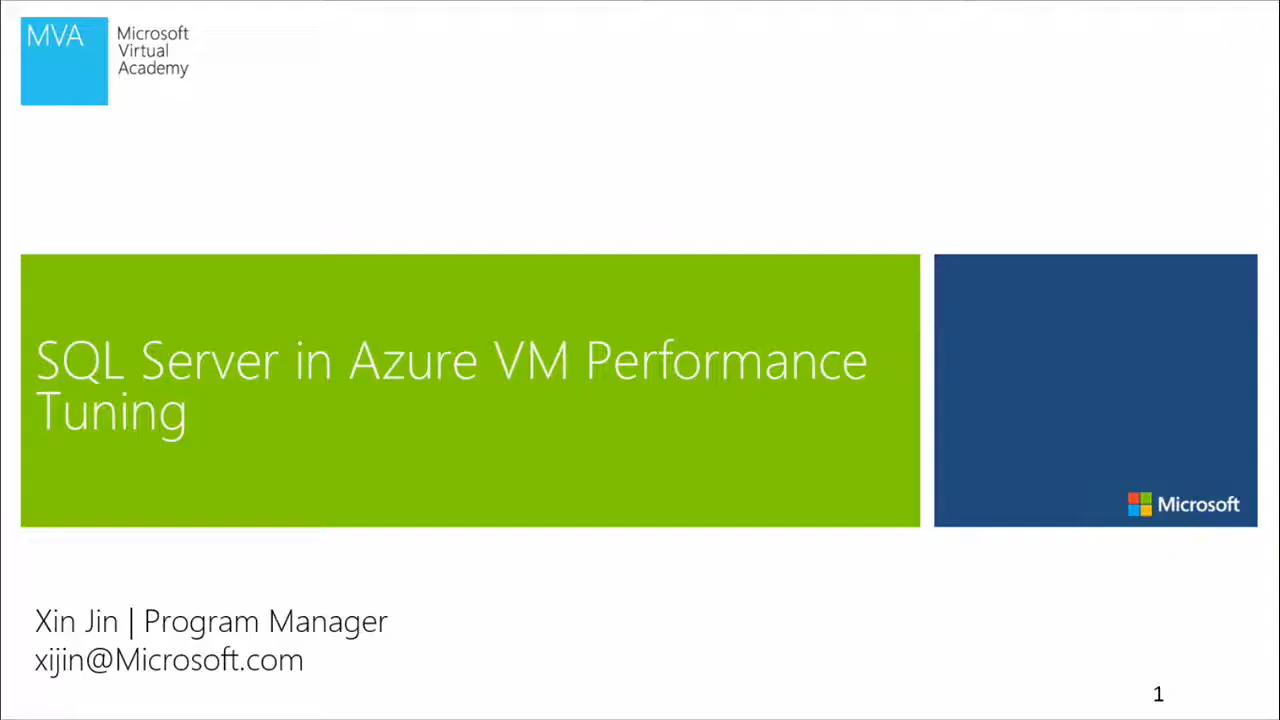 MVA
Microsoft
Virtual
Academy
SQL Server in Azure VM Performance
Tuning
Microsoft
Xin Jin | Program Manager
xijin@Microsoft.com
1